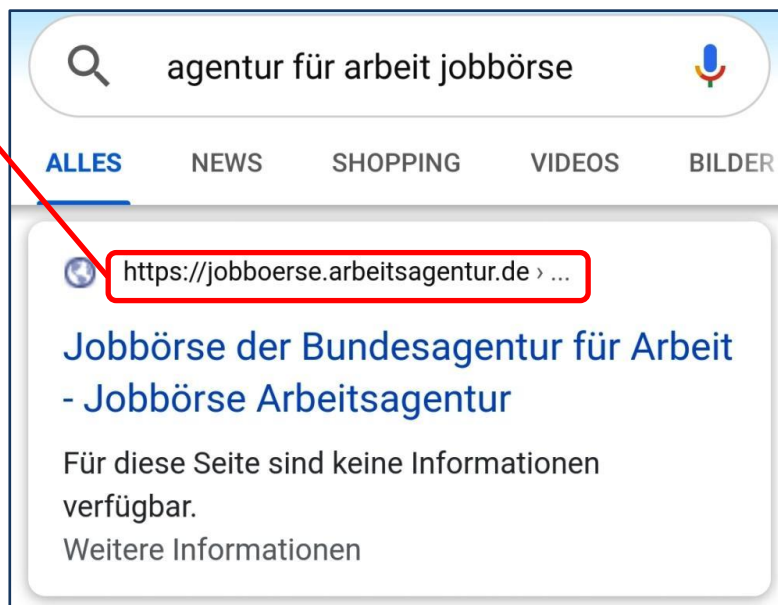 agentur für arbeit jobbörse
ALLES NEWS SHOPPING VIDEOS BILDER
https://jobboerse.arbeitsagentur.de › ...
Jobbörse der Bundesagentur für Arbeit
- Jobbörse Arbeitsagentur
Für diese Seite sind keine Informationen
verfügbar.
Weitere Informationen